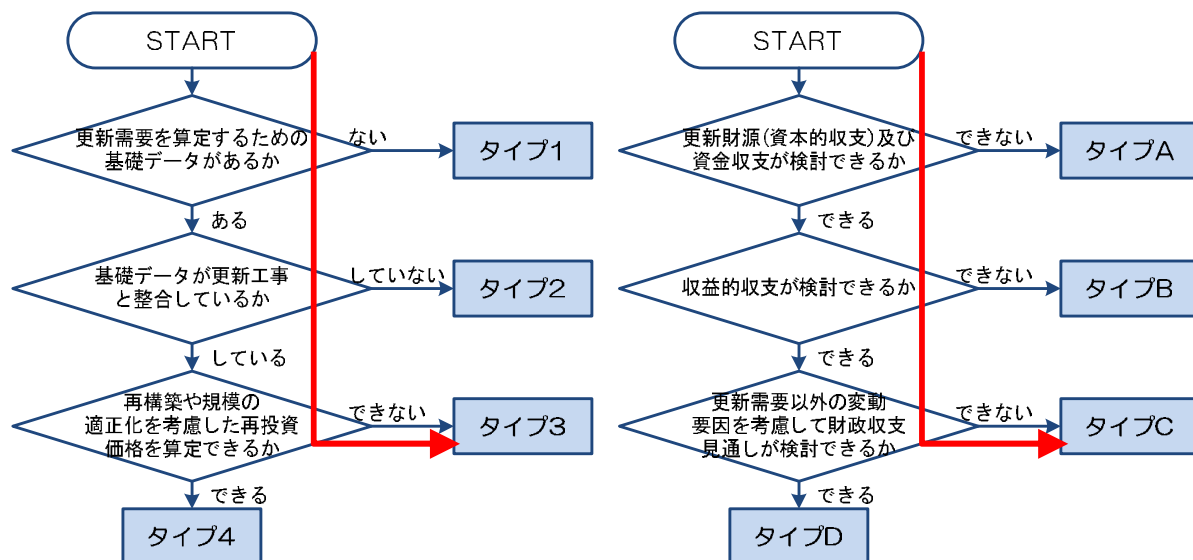 START
更新需要を算定するための
基礎データがあるか
ない
タイプ1
ある
基礎データが更新工事
と整合しているか
していない
タイプ2
している
再構築や規模の
適正化を考慮した再投資
価格を算定できるか
できない
タイプ3
できる
タイプ4
START
更新財源(資本的収支)及び
資金収支が検討できるか
できない
タイプA
できる
収益的収支が検討できるか
できない
タイプB
できる
更新需要以外の変動
要因を考慮して財政収支
見通しが検討できるか
できない
タイプC
できる
タイプD